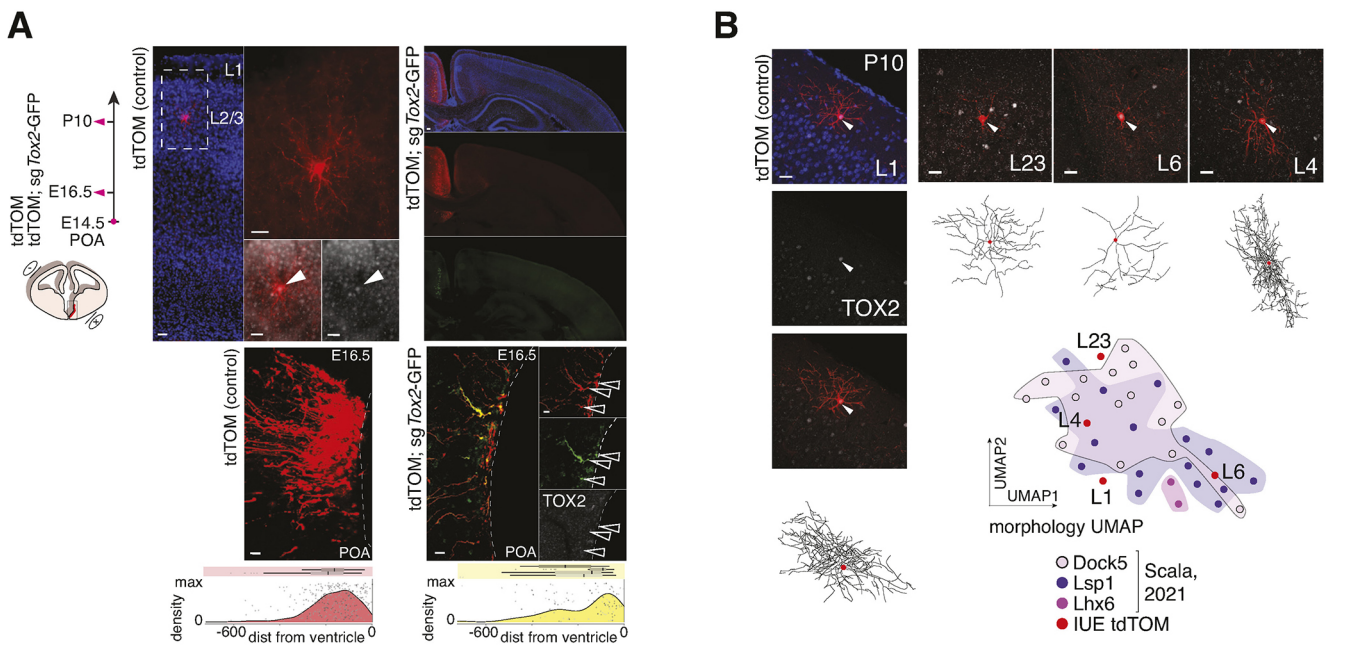 A
tdTOM (control)
L1
L2/3
tdTOM; sgTox2-GFP
P10
E16.5
E14.5
POA
tdTOM
tdTOM; sgTox2-GFP
-
+
tdTOM (control)
E16.5
POA
tdTOM; sgTox2-GFP
E16.5
TOX2
POA
max
0
density
-600
dist from ventricle
0
max
0
density
-600
dist from ventricle
0
B
tdTOM (control)
P10
L1
L23
L6
L4
TOX2
L23
L4
L6
L1
UMAP2
UMAP1
morphology UMAP
Dock5
Lsp1
Lhx6
Scala,
2021
IUE tdTOM